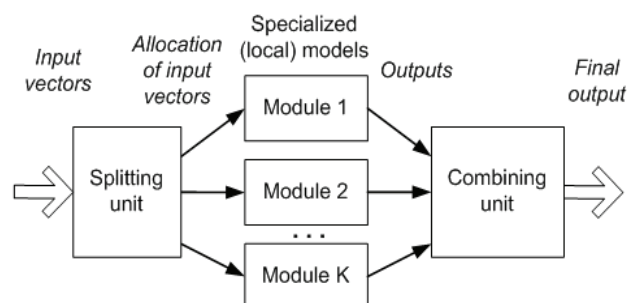 Input
vectors
Allocation
of input
vectors
Specialized
(local) models
Outputs
Final
output
Splitting
unit
Module 1
Module 2
...
Module K
Combining
unit